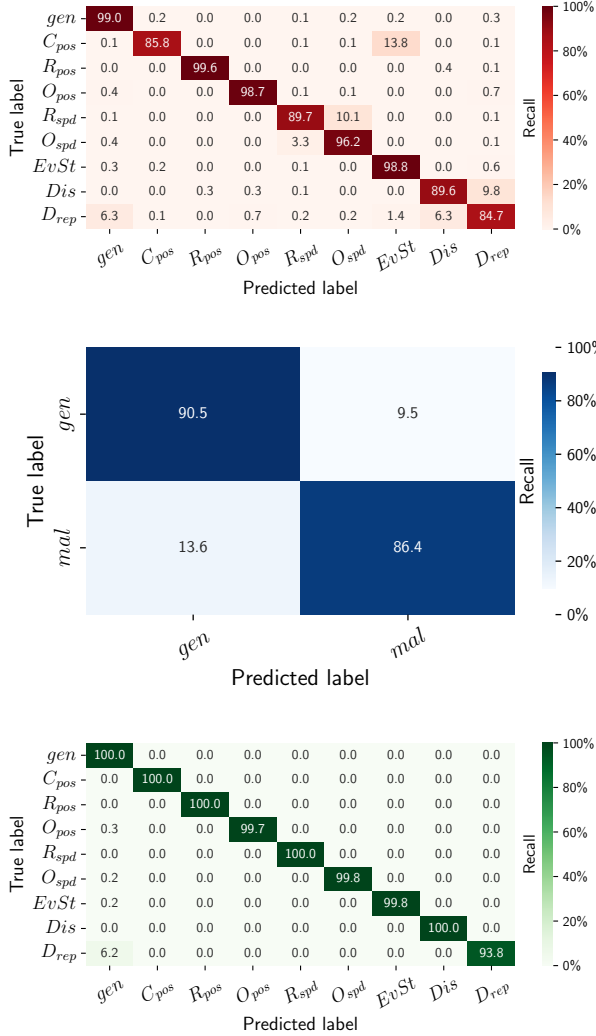 gen 99.0 0.2 0.0 0.0 0.1 0.2 0.2 0.0 0.3 100%
C_pos 0.1 85.8 0.0 0.0 0.1 0.1 13.8 0.0 0.1
R_pos 0.0 0.0 99.6 0.0 0.0 0.0 0.0 0.4 0.1 80%
O_pos 0.4 0.0 0.0 98.7 0.1 0.1 0.0 0.0 0.7
R_spd 0.1 0.0 0.0 0.0 89.7 10.1 0.0 0.0 0.1 60%
O_spd 0.4 0.0 0.0 0.0 3.3 96.2 0.0 0.0 0.1 40%
EvSt 0.3 0.2 0.0 0.0 0.1 0.0 98.8 0.0 0.6
Dis 0.0 0.0 0.3 0.3 0.1 0.0 0.0 89.6 9.8 20%
D_rep 6.3 0.1 0.0 0.7 0.2 0.2 1.4 6.3 84.7 0%
True label
Recall
gen C_pos R_pos O_pos R_spd O_spd EvSt Dis D_rep
Predicted label
100%
gen 90.5 9.5
80%
60%
40%
mal 13.6 86.4
20%
0%
True label
Recall
gen mal
Predicted label
gen 100.0 0.0 0.0 0.0 0.0 0.0 0.0 0.0 0.0 100%
C_pos 0.0 100.0 0.0 0.0 0.0 0.0 0.0 0.0 0.0
R_pos 0.0 0.0 100.0 0.0 0.0 0.0 0.0 0.0 0.0 80%
O_pos 0.3 0.0 0.0 99.7 0.0 0.0 0.0 0.0 0.0
R_spd 0.0 0.0 0.0 0.0 100.0 0.0 0.0 0.0 0.0 60%
O_spd 0.2 0.0 0.0 0.0 0.0 99.8 0.0 0.0 0.0 40%
EvSt 0.2 0.0 0.0 0.0 0.0 0.0 99.8 0.0 0.0
Dis 0.0 0.0 0.0 0.0 0.0 0.0 0.0 100.0 0.0 20%
D_rep 6.2 0.0 0.0 0.0 0.0 0.0 0.0 0.0 93.8 0%
True label
Recall
gen C_pos R_pos O_pos R_spd O_spd EvSt Dis D_rep
Predicted label